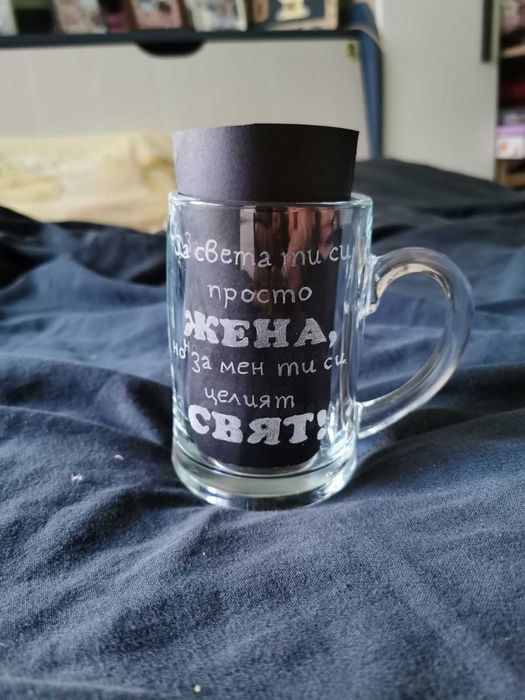 За света ти си
просто
ЖЕНА,
но за мен ти си
целият
СВЯТ!